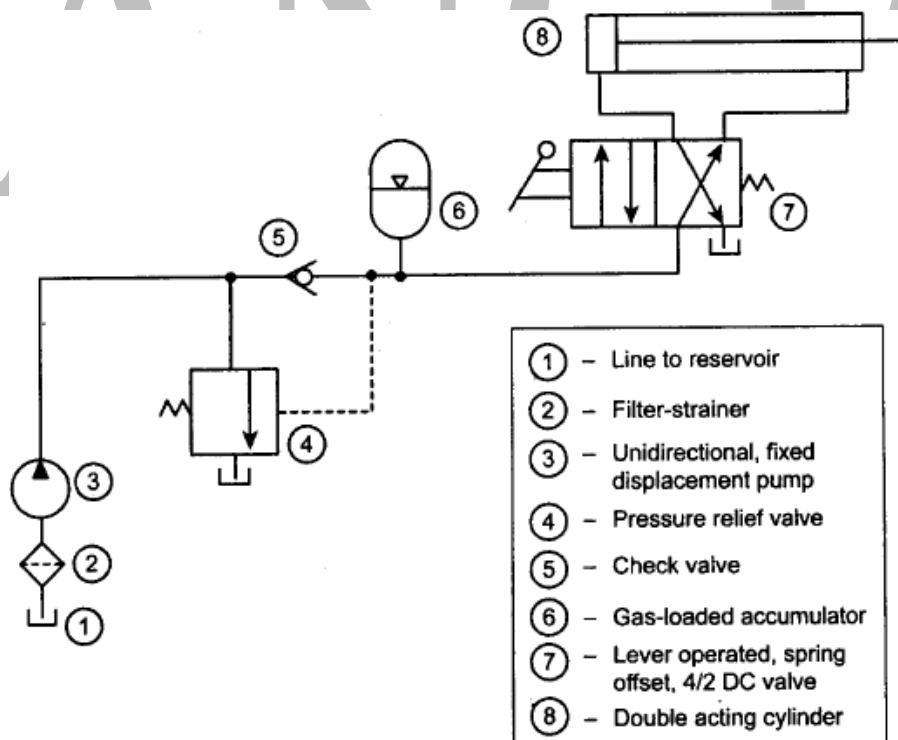 8
6
5
7
4
3
2
1
1 – Line to reservoir
2 – Filter-strainer
3 – Unidirectional, fixed
displacement pump
4 – Pressure relief valve
5 – Check valve
6 – Gas-loaded accumulator
7 – Lever operated, spring
offset, 4/2 DC valve
8 – Double acting cylinder